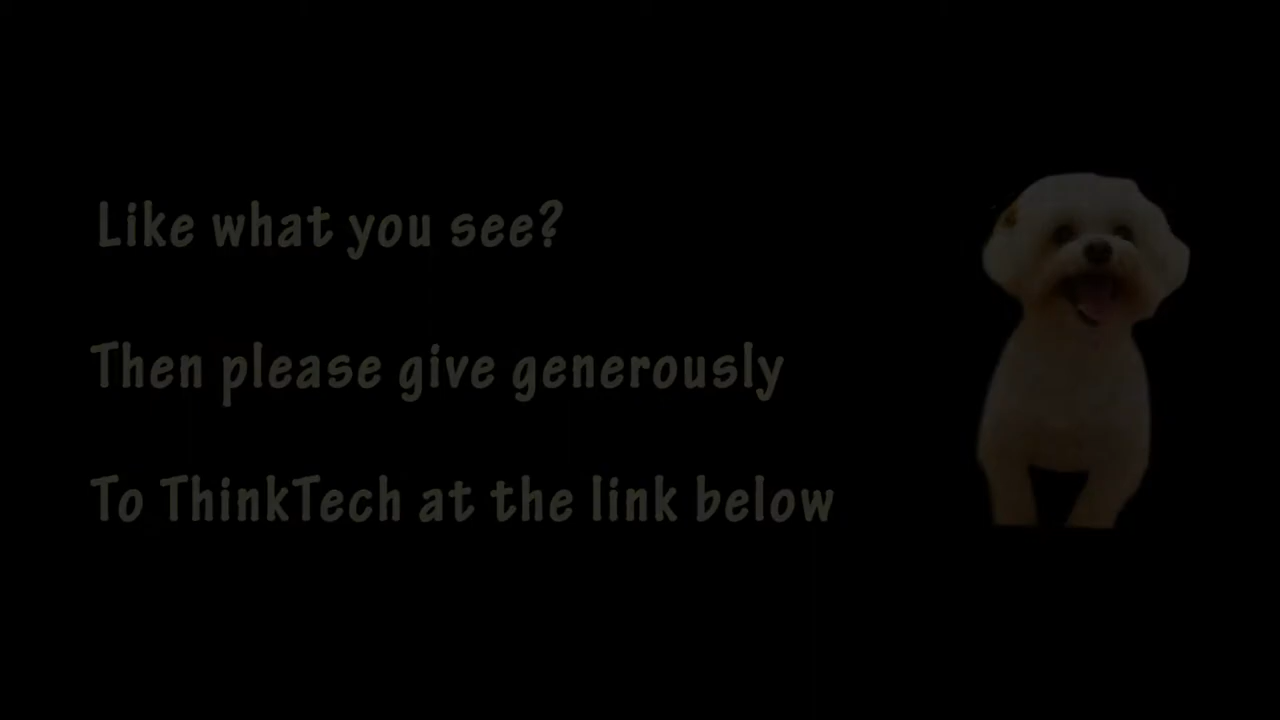 Like what you see?
Then please give generously
To ThinkTech at the link below